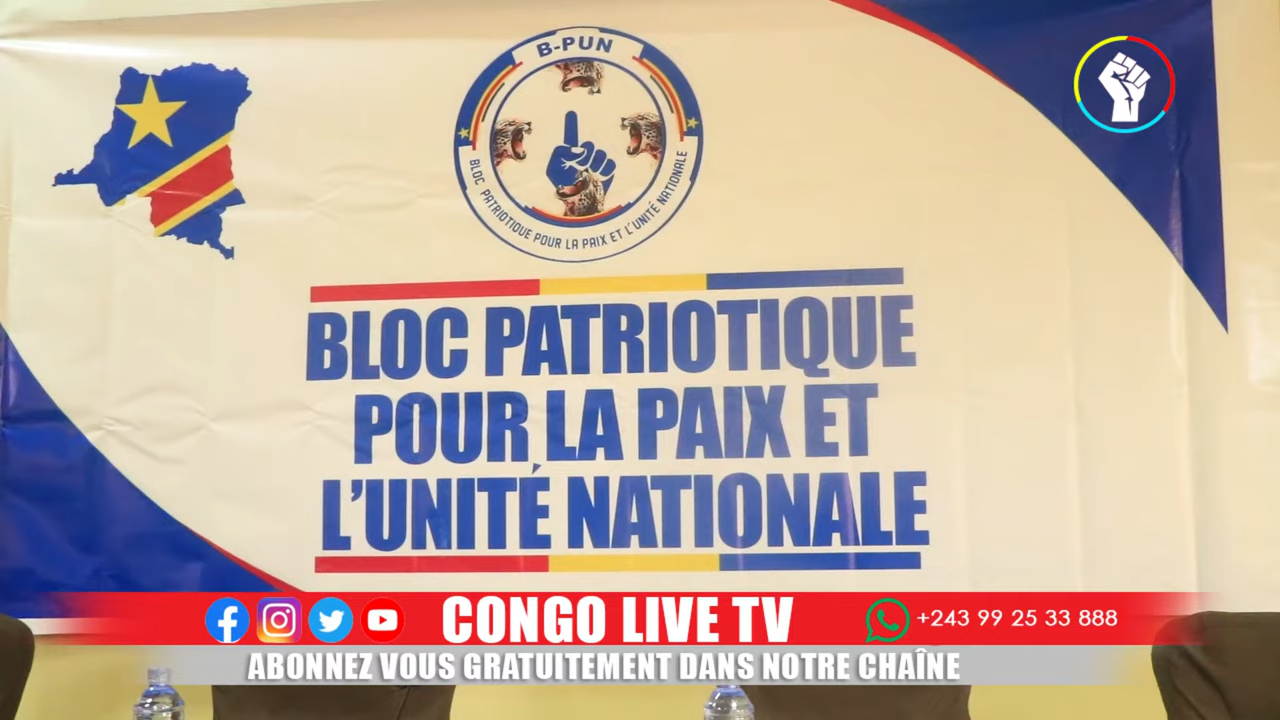 B-PUN
BLOC PATRIOTIQUE POUR LA PAIX ET L'UNITÉ NATIONALE
BLOC PATRIOTIQUE
POUR LA PAIX ET
L'UNITÉ NATIONALE
CONGO LIVE TV
+243 99 25 33 888
ABONNEZ VOUS GRATUITEMENT DANS NOTRE CHAÎNE